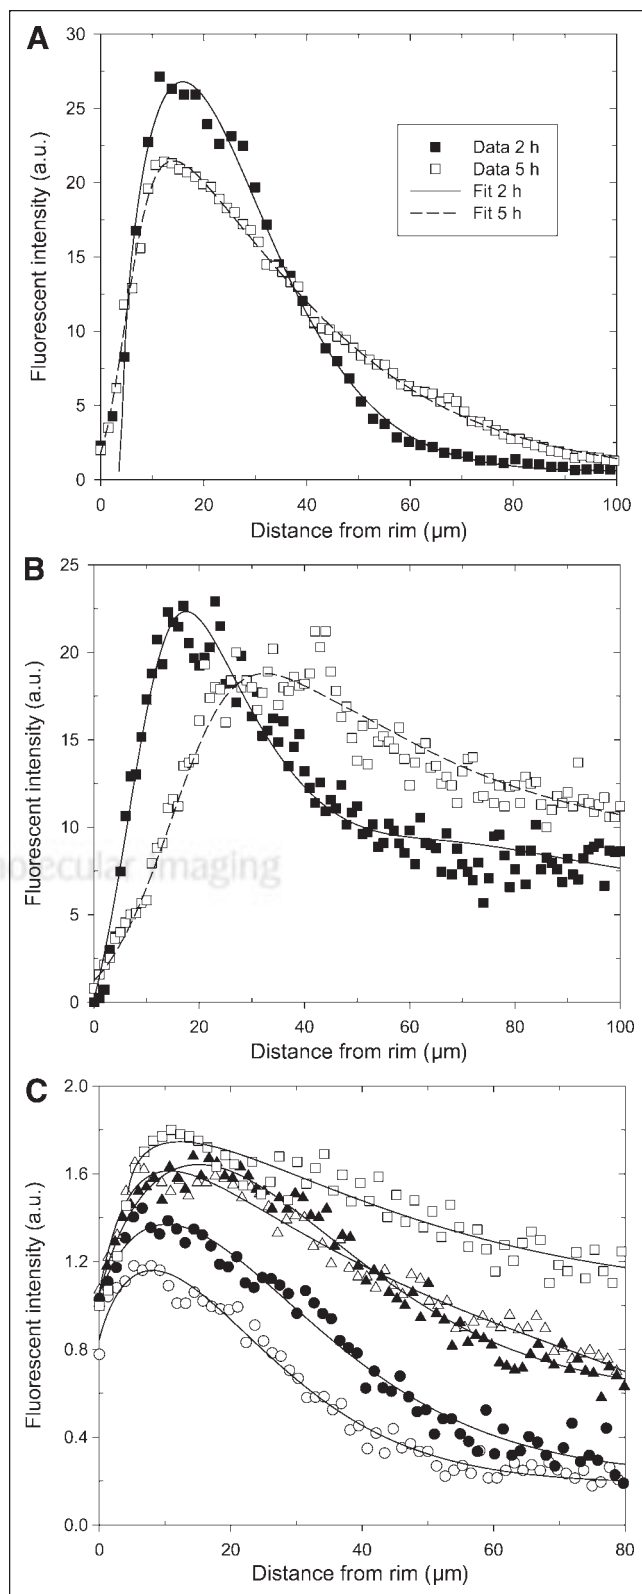 A
30
25
20
15
10
5
0
Fluorescent intensity (a.u.)
Data 2 h
Data 5 h
Fit 2 h
Fit 5 h
0 20 40 60 80 100
Distance from rim (μm)
B
25
20
15
10
5
0
Fluorescent intensity (a.u.)
molecular imaging
0 20 40 60 80 100
Distance from rim (μm)
C
2.0
1.6
1.2
0.8
0.4
0.0
Fluorescent intensity (a.u.)
0 20 40 60 80
Distance from rim (μm)